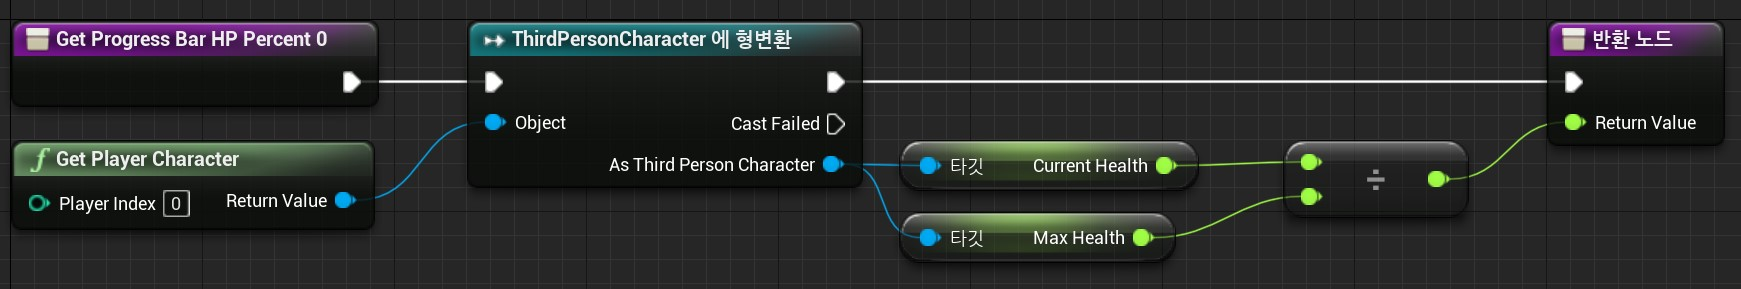 Get Progress Bar HP Percent 0
Get Player Character
Player Index 0
Return Value
ThirdPersonCharacter 에 형변환
Object
Cast Failed
As Third Person Character
타깃
Current Health
타깃
Max Health
÷
반환 노드
Return Value